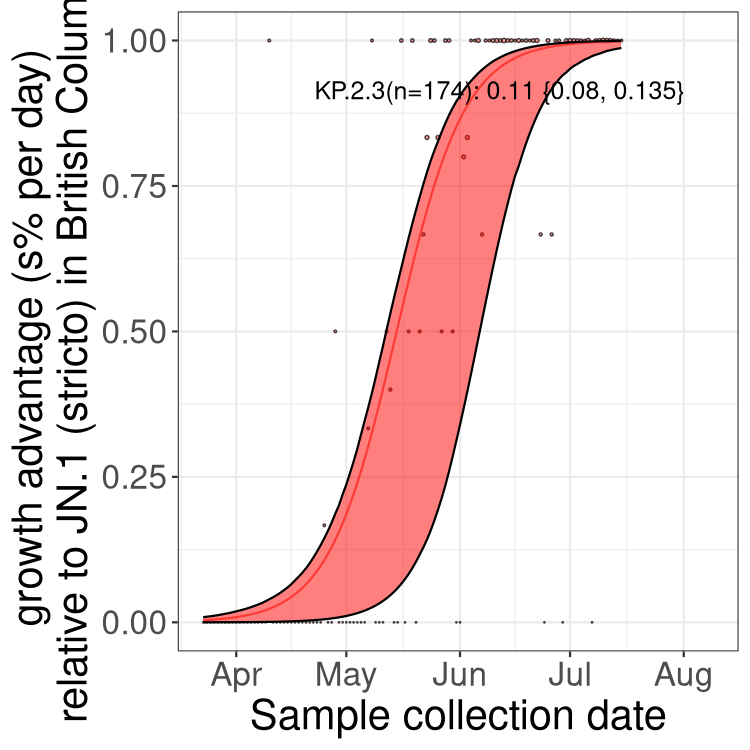 growth advantage (s% per day)
relative to JN.1 (stricto) in British Colum
1.00
0.75
0.50
0.25
0.00
KP.2.3(n=174): 0.11 {0.08, 0.135}
Apr May Jun Jul Aug
Sample collection date